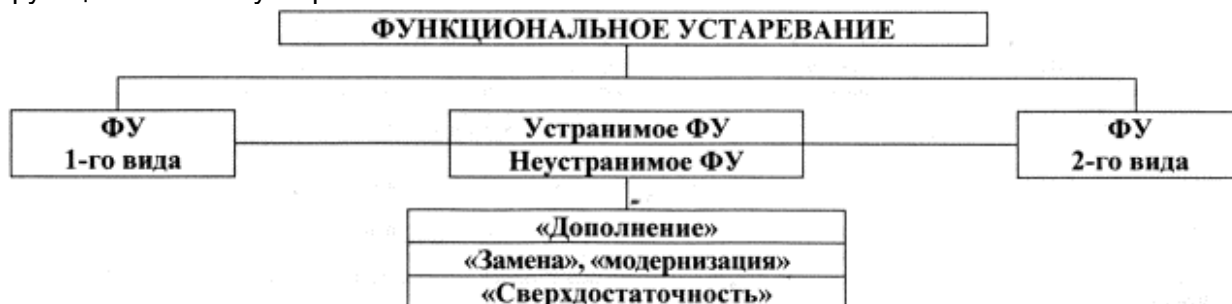 ФУНКЦИОНАЛЬНОЕ УСТАРЕВАНИЕ
ФУ
1-го вида
Устранимое ФУ
Неустранимое ФУ
ФУ
2-го вида
«Дополнение»
«Замена», «модернизация»
«Сверхдостаточность»